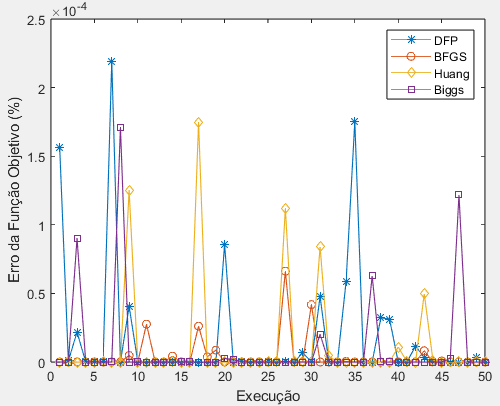 ×10⁻⁴
2.5
2
1.5
1
0.5
0
0 5 10 15 20 25 30 35 40 45 50
Erro da Função Objetivo (%)
Execução
DFP
BFGS
Huang
Biggs